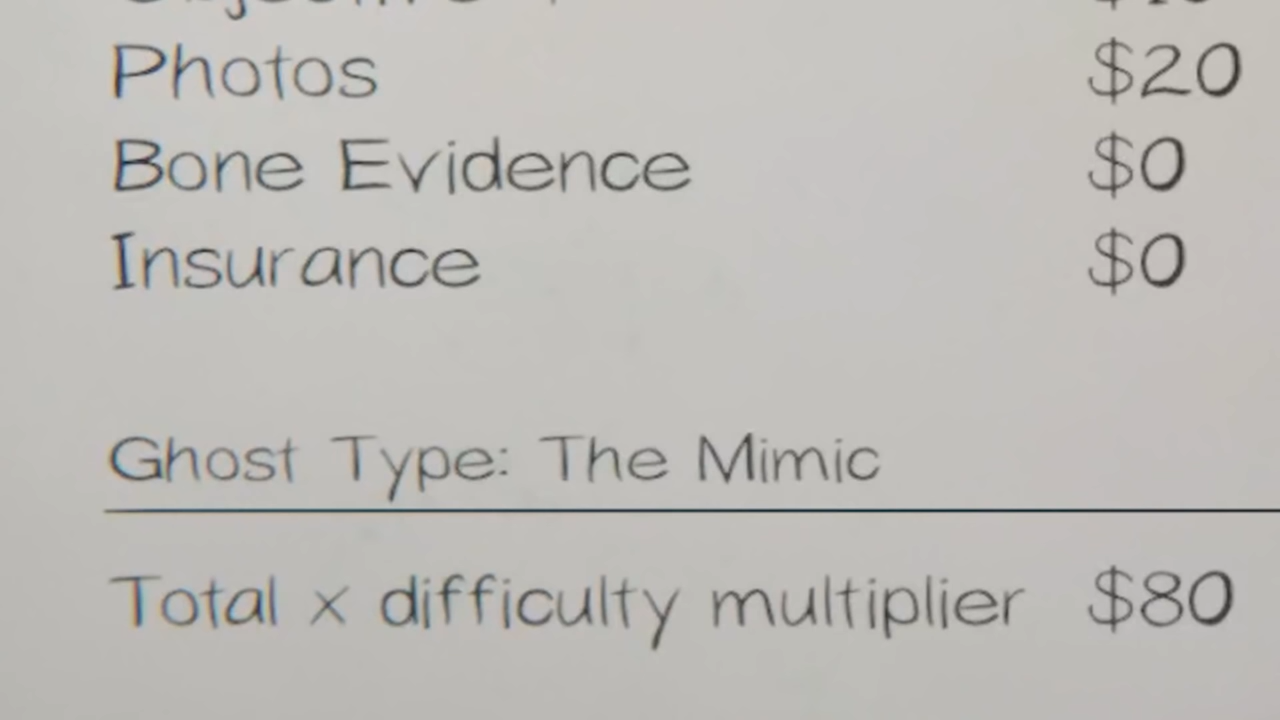 Photos $20
Bone Evidence $0
Insurance $0
Ghost Type: The Mimic
Total x difficulty multiplier $80